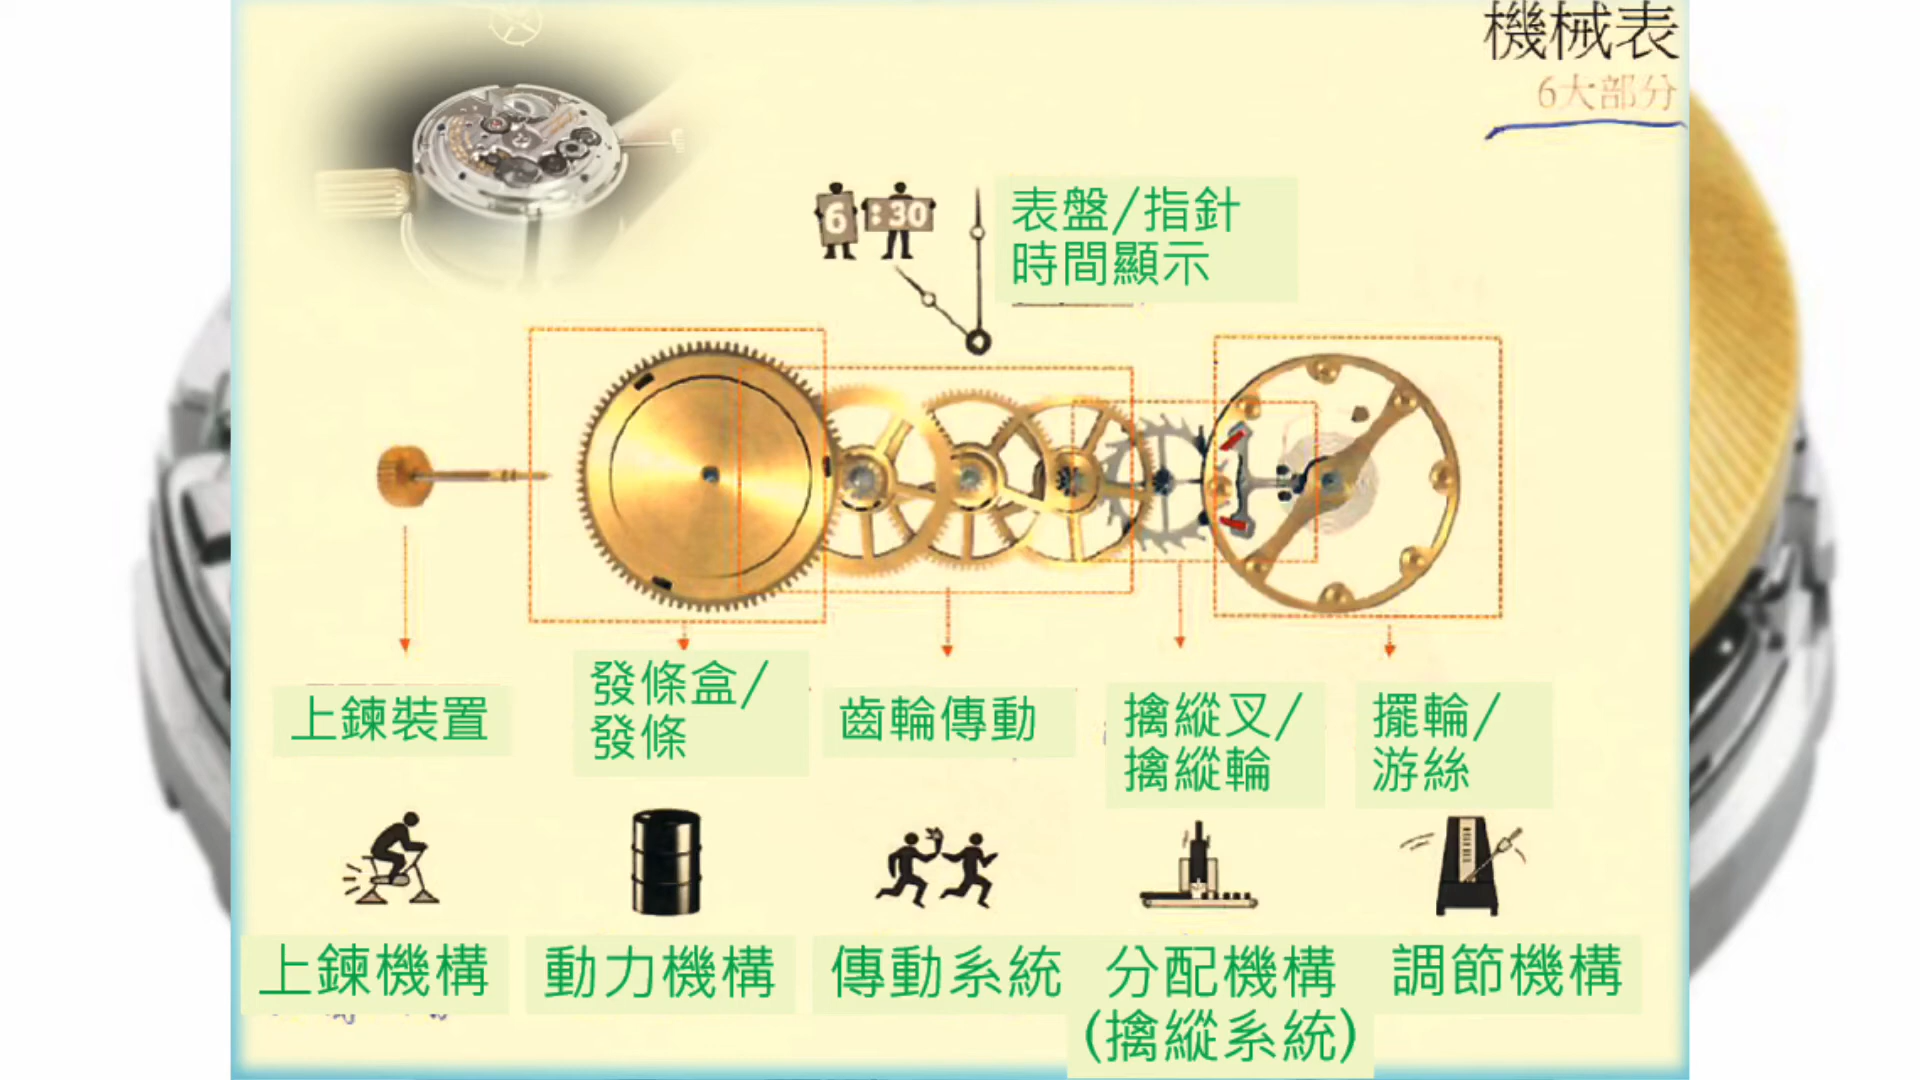 機械表
6大部分
6 :30
表盤/指針
時間顯示
上鍊裝置
發條盒/
發條
齒輪傳動
擒縱叉/
擒縱輪
擺輪/
游絲
上鍊機構
動力機構
傳動系統
分配機構
(擒縱系統)
調節機構